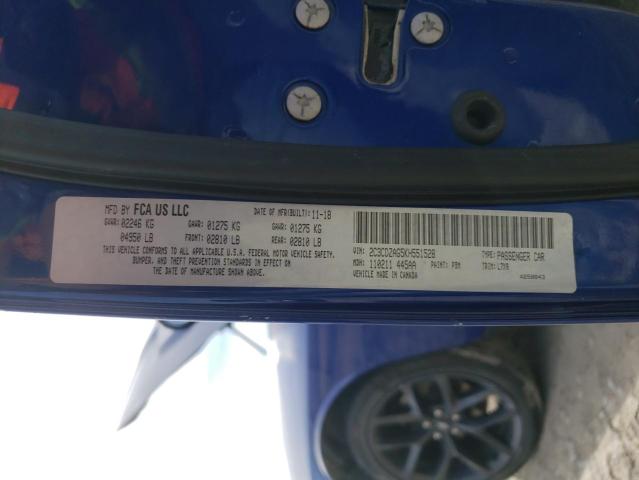 MFD BY FCA US LLC DATE OF MFR(BUILT):11-18
GVWR: 02246 KG GAWR: 01275 KG GAWR: 01275 KG
04950 LB FRONT: 02810 LB REAR: 02810 LB
THIS VEHICLE CONFORMS TO ALL APPLICABLE U.S.A. FEDERAL MOTOR VEHICLE SAFETY,
BUMPER, AND THEFT PREVENTION STANDARDS IN EFFECT ON
THE DATE OF MANUFACTURE SHOWN ABOVE.
VIN: 2C3CDZAG5KH551528 TYPE: PASSENGER CAR
MDH: 110211 445AA PAINT: PBM TRIM: L7X9
VEHICLE MADE IN CANADA